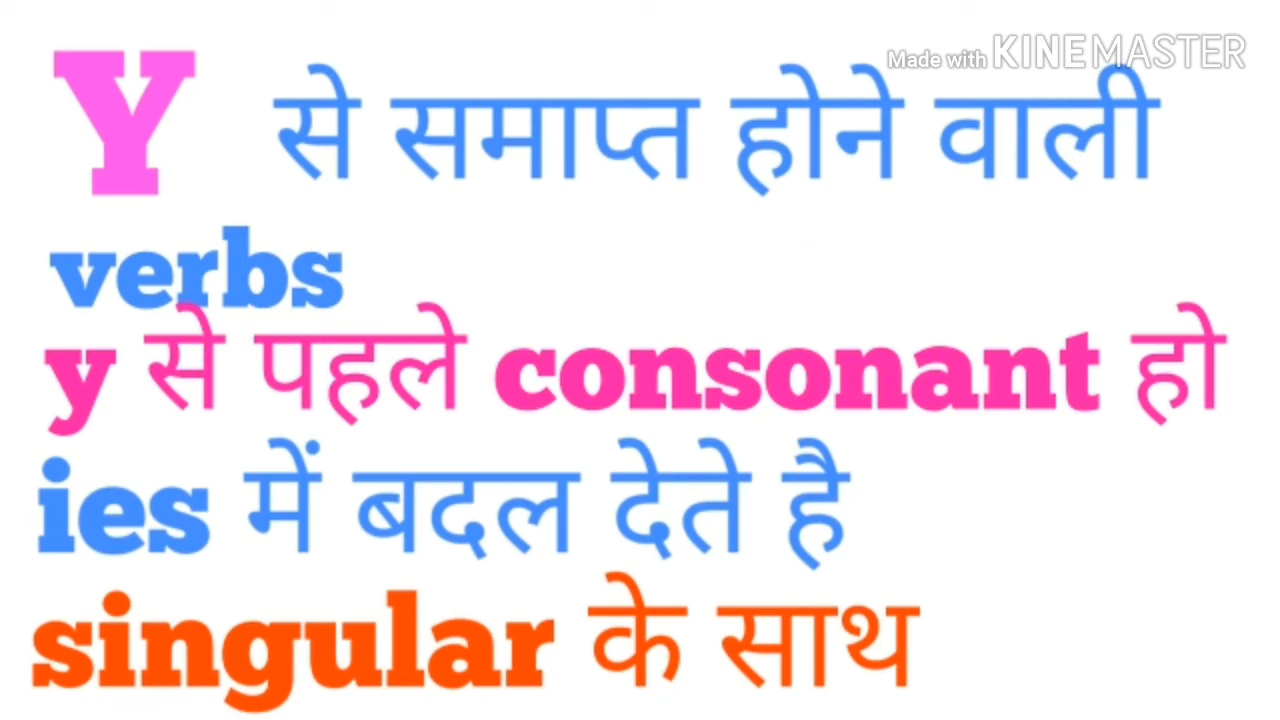 Made with KINEMASTER
Y से समाप्त होने वाली
verbs
y से पहले consonant हो
ies में बदल देते है
singular के साथ